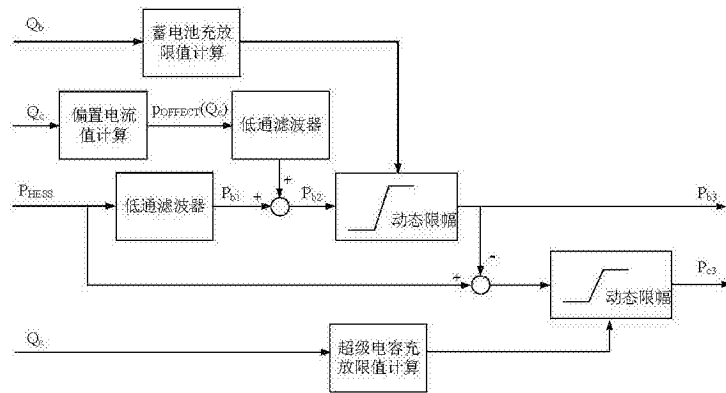 Q_b
蓄电池充放
限值计算
Q_c
偏置电流
值计算
P_OFFECT(Q_c)
低通滤波器
+
P_HESS
低通滤波器
P_b1
+
P_b2
动态限幅
P_b3
-
+
动态限幅
P_c3
Q_c
超级电容充
放限值计算